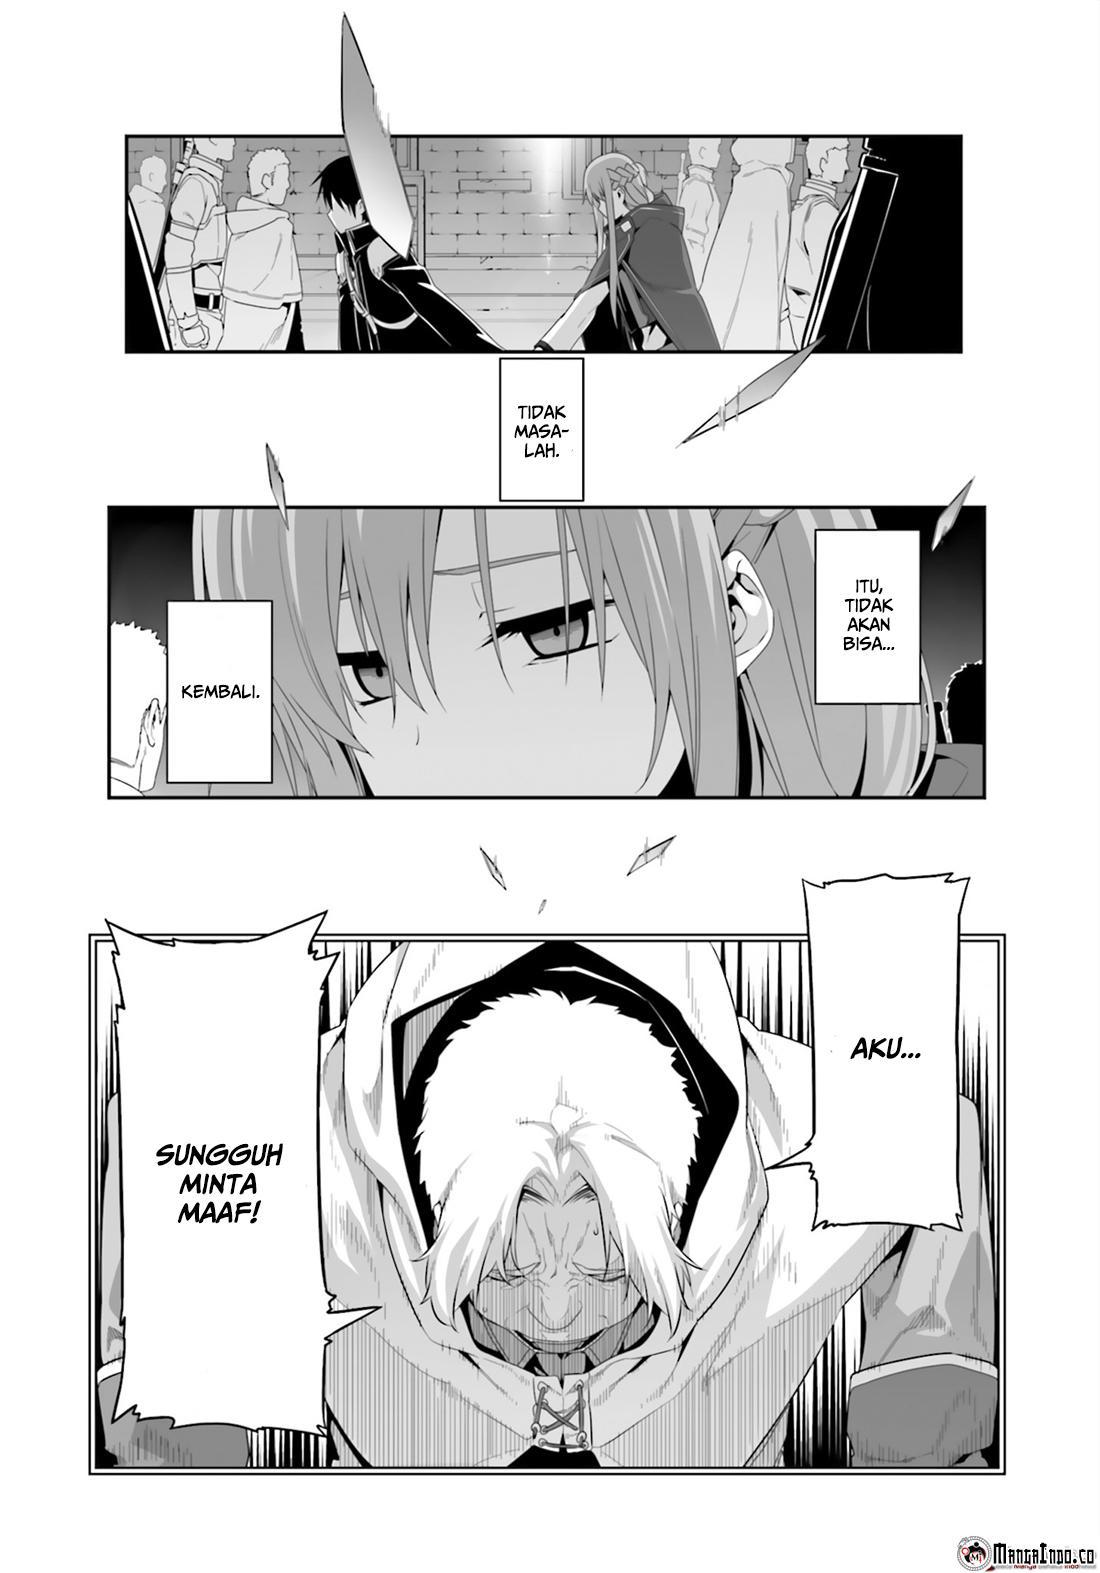 TIDAK
MASA-
LAH.
ITU,
TIDAK
AKAN
BISA...
KEMBALI.
AKU...
SUNGGUH
MINTA
MAAF!
MANGAINDO.CO